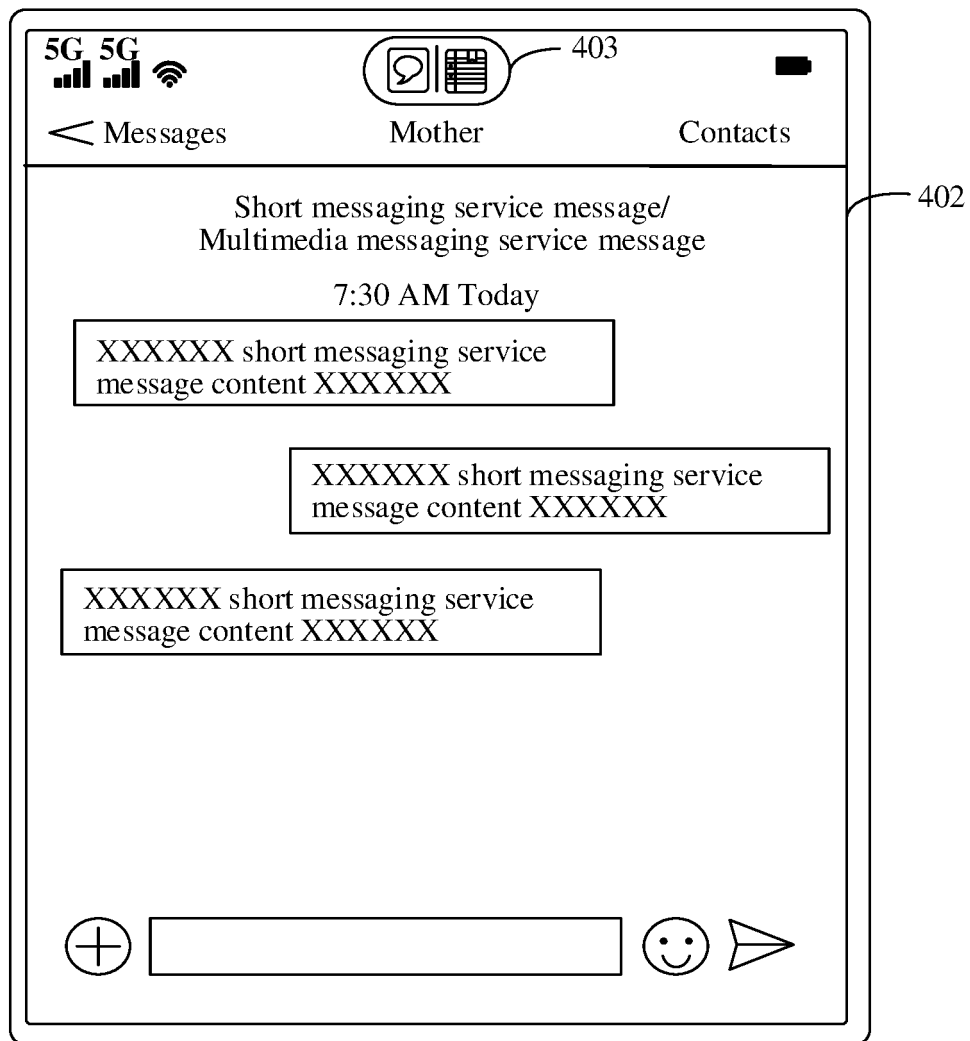 5G 5G
403
Messages Mother Contacts
402
Short messaging service message/
Multimedia messaging service message
7:30 AM Today
XXXXXX short messaging service
message content XXXXXX
XXXXXX short messaging service
message content XXXXXX
XXXXXX short messaging service
message content XXXXXX